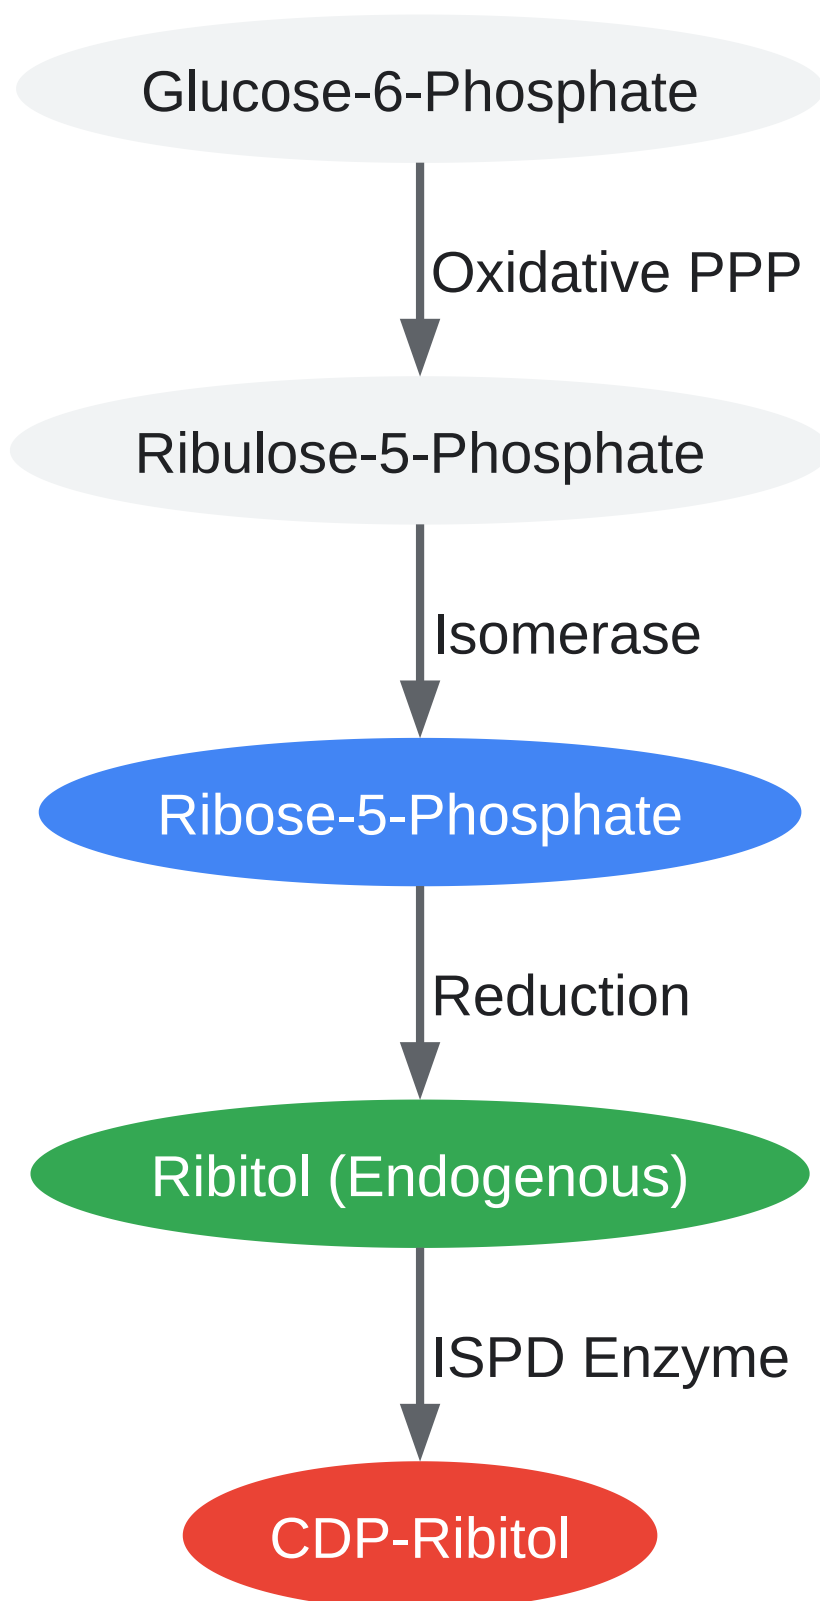 Glucose-6-Phosphate
Oxidative PPP
Ribulose-5-Phosphate
Isomerase
Ribose-5-Phosphate
Reduction
Ribitol (Endogenous)
ISPD Enzyme
CDP-Ribitol